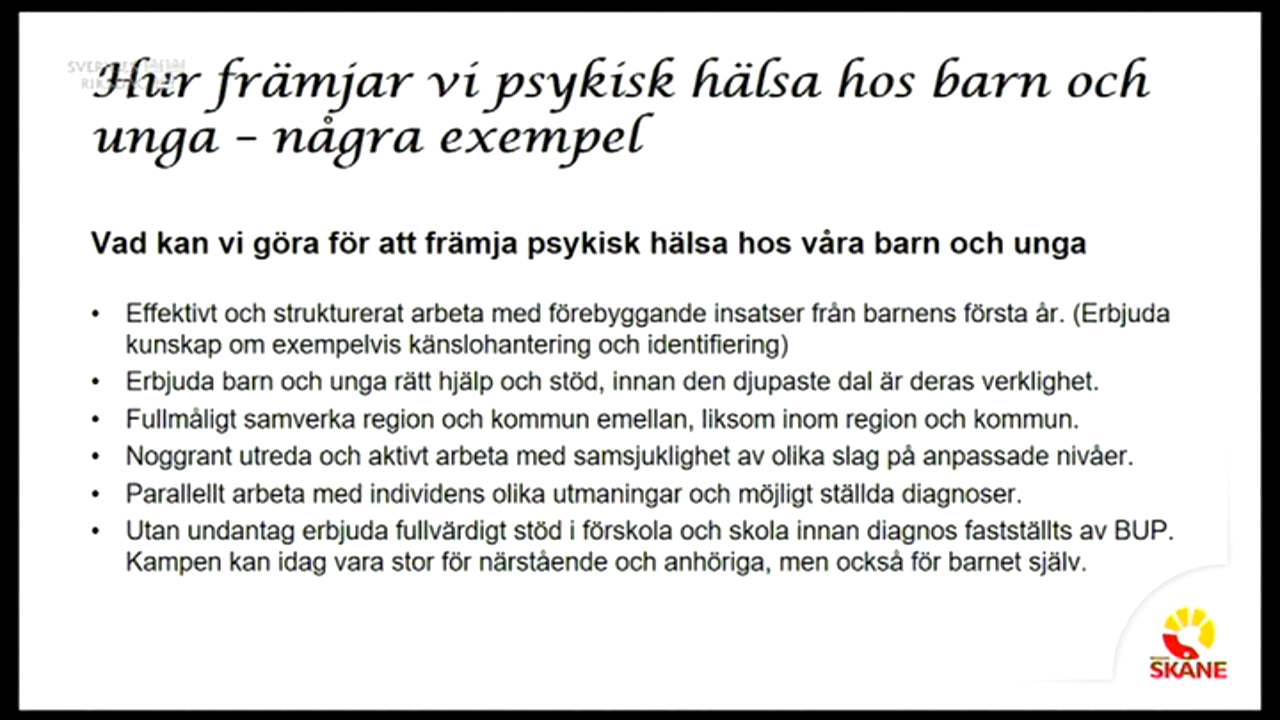 SVERIGES
RIKSDAG
Hur främjar vi psykisk hälsa hos barn och
unga – några exempel
Vad kan vi göra för att främja psykisk hälsa hos våra barn och unga
• Effektivt och strukturerat arbeta med förebyggande insatser från barnens första år. (Erbjuda
kunskap om exempelvis känslohantering och identifiering)
• Erbjuda barn och unga rätt hjälp och stöd, innan den djupaste dal är deras verklighet.
• Fullmåligt samverka region och kommun emellan, liksom inom region och kommun.
• Noggrant utreda och aktivt arbeta med samsjuklighet av olika slag på anpassade nivåer.
• Parallellt arbeta med individens olika utmaningar och möjligt ställda diagnoser.
• Utan undantag erbjuda fullvärdigt stöd i förskola och skola innan diagnos fastställts av BUP.
Kampen kan idag vara stor för närstående och anhöriga, men också för barnet själv.
SKÅNE